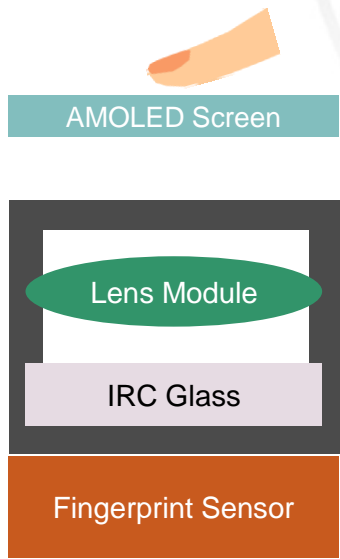 AMOLED Screen
Lens Module
IRC Glass
Fingerprint Sensor